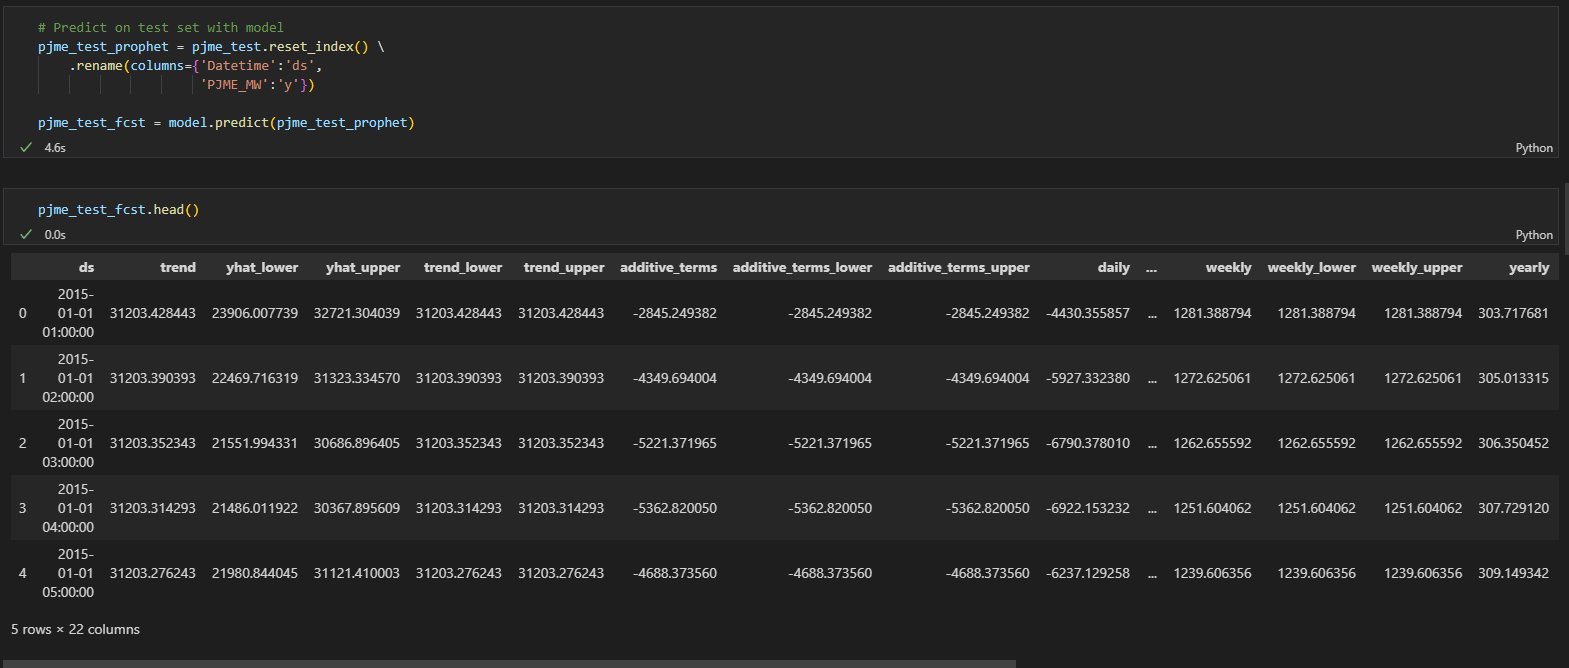 # Predict on test set with model
pjme_test_prophet = pjme_test.reset_index() \
.rename(columns={'Datetime':'ds',
'PJME_MW':'y'})
pjme_test_fcst = model.predict(pjme_test_prophet)
4.6s
Python
pjme_test_fcst.head()
0.0s
Python
ds trend yhat_lower yhat_upper trend_lower trend_upper additive_terms additive_terms_lower additive_terms_upper daily ... weekly weekly_lower weekly_upper yearly
0 2015-01-01 01:00:00 31203.428443 23906.007739 32721.304039 31203.428443 31203.428443 -2845.249382 -2845.249382 -2845.249382 -4430.355857 ... 1281.388794 1281.388794 1281.388794 303.717681
1 2015-01-01 02:00:00 31203.390393 22469.716319 31323.334570 31203.390393 31203.390393 -4349.694004 -4349.694004 -4349.694004 -5927.332380 ... 1272.625061 1272.625061 1272.625061 305.013315
2 2015-01-01 03:00:00 31203.352343 21551.994331 30686.896405 31203.352343 31203.352343 -5221.371965 -5221.371965 -5221.371965 -6790.378010 ... 1262.655592 1262.655592 1262.655592 306.350452
3 2015-01-01 04:00:00 31203.314293 21486.011922 30367.895609 31203.314293 31203.314293 -5362.820050 -5362.820050 -5362.820050 -6922.153232 ... 1251.604062 1251.604062 1251.604062 307.729120
4 2015-01-01 05:00:00 31203.276243 21980.844045 31121.410003 31203.276243 31203.276243 -4688.373560 -4688.373560 -4688.373560 -6237.129258 ... 1239.606356 1239.606356 1239.606356 309.149342
5 rows × 22 columns